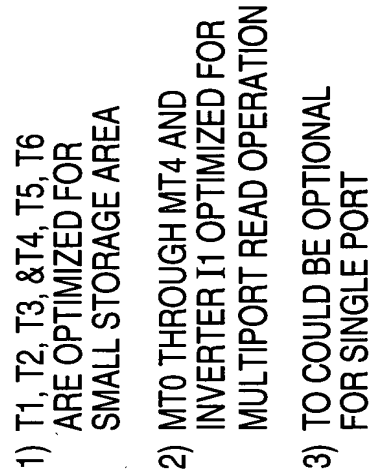 1) T1, T2, T3, &T4, T5, T6
ARE OPTIMIZED FOR
SMALL STORAGE AREA
2) MT0 THROUGH MT4 AND
INVERTER I1 OPTIMIZED FOR
MULTIPORT READ OPERATION
3) TO COULD BE OPTIONAL
FOR SINGLE PORT